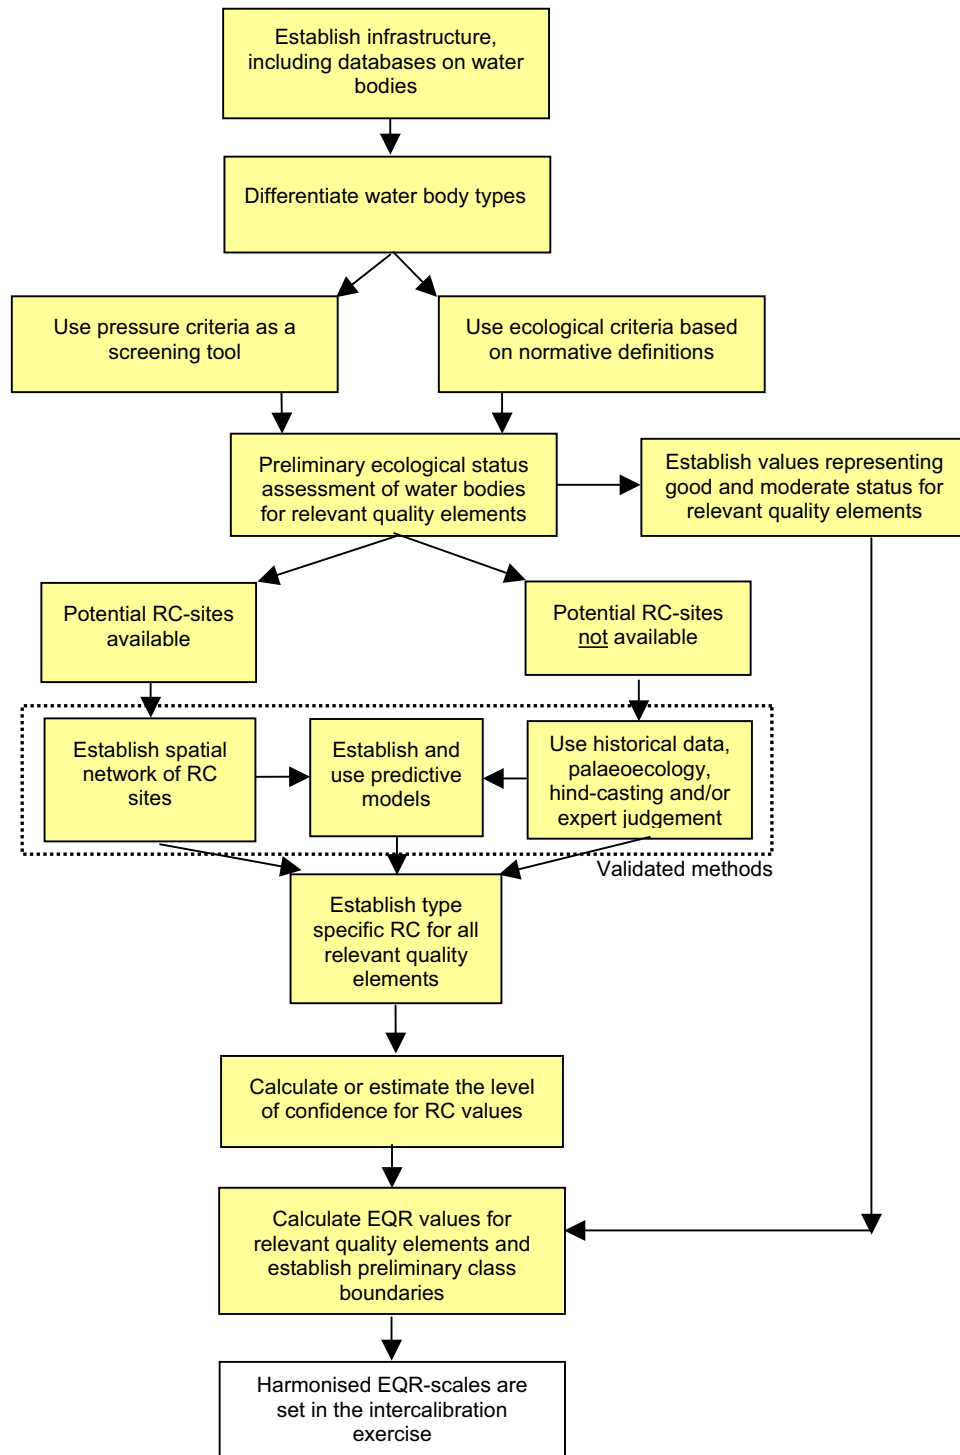 Establish infrastructure,
including databases on water
bodies
Differentiate water body types
Use pressure criteria as a
screening tool
Use ecological criteria based
on normative definitions
Preliminary ecological status
assessment of water bodies
for relevant quality elements
Establish values representing
good and moderate status for
relevant quality elements
Potential RC-sites
available
Potential RC-sites
not available
Establish spatial
network of RC
sites
Establish and
use predictive
models
Use historical data,
palaeoecology,
hind-casting and/or
expert judgement
Validated methods
Establish type
specific RC for all
relevant quality
elements
Calculate or estimate the level
of confidence for RC values
Calculate EQR values for
relevant quality elements and
establish preliminary class
boundaries
Harmonised EQR-scales are
set in the intercalibration
exercise